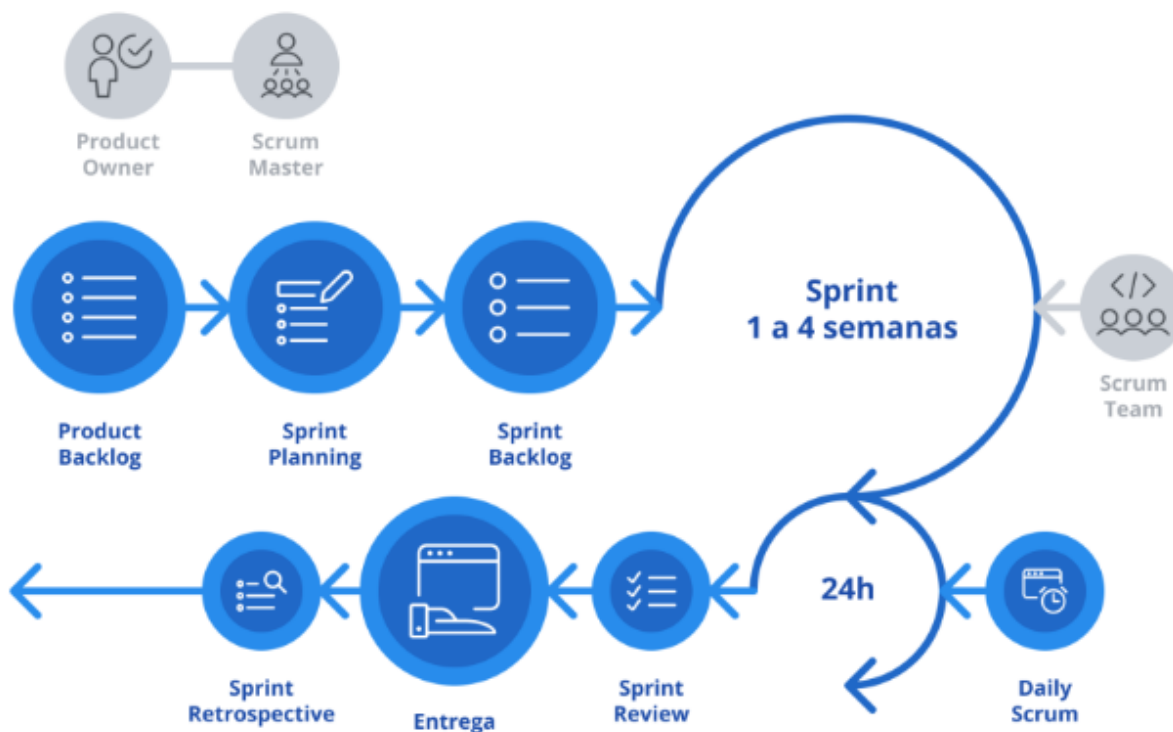 Product
Owner
Scrum
Master
Sprint
1 a 4 semanas
</>
Scrum
Team
Product
Backlog
Sprint
Planning
Sprint
Backlog
24h
Sprint
Retrospective
Entrega
Sprint
Review
Daily
Scrum